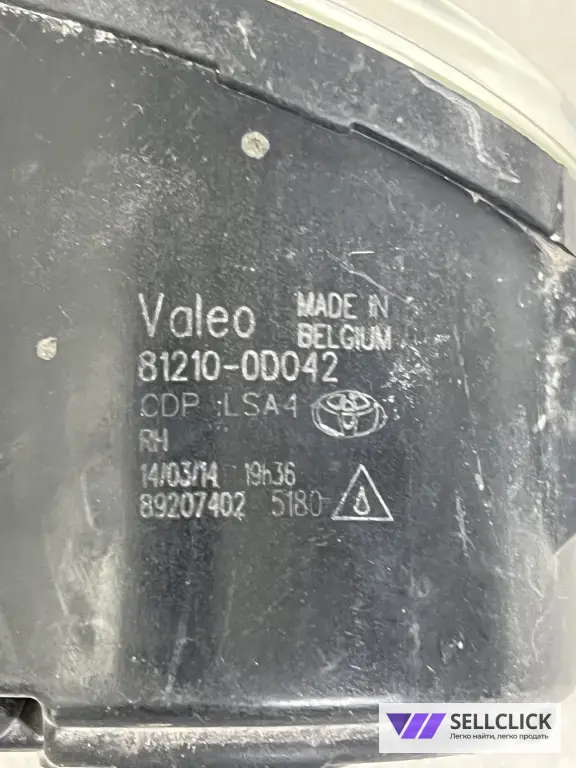 Valeo MADE IN
BELGIUM
81210-0D042
CDP LSA4
RH
14/03/14 19h36
89207402 5180
SELLCLICK
Легко найти, легко продать